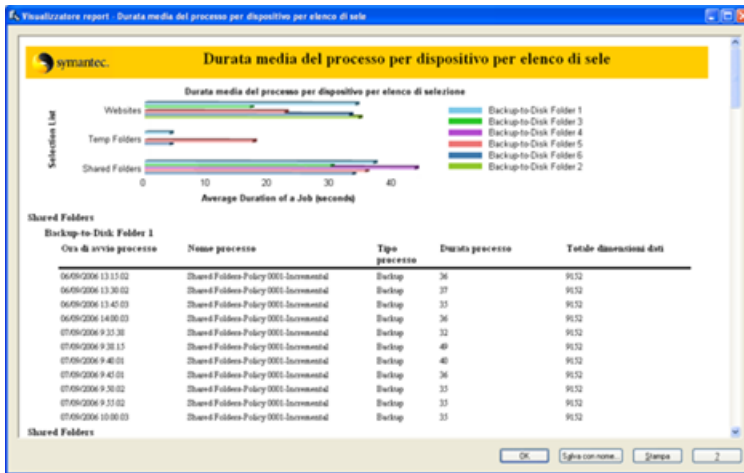 Visualizzatore report - Durata media del processo per dispositivo per elenco di sele
symantec.
Durata media del processo per dispositivo per elenco di sele
Durata media del processo per dispositivo per elenco di selezione
Selection List
Websites
Temp Folders
Shared Folders
0 10 20 30 40
Average Duration of a Job (seconds)
Backup-to-Disk Folder 1
Backup-to-Disk Folder 3
Backup-to-Disk Folder 4
Backup-to-Disk Folder 5
Backup-to-Disk Folder 6
Backup-to-Disk Folder 2
Shared Folders
Backup-to-Disk Folder 1
Ora di avvio processo Nome processo Tipo processo Durata processo Totale dimensioni dati
06/09/2006 13.15.02 Shared Folders-Policy 0001-Incremental Backup 36 9152
06/09/2006 13.30.02 Shared Folders-Policy 0001-Incremental Backup 37 9152
06/09/2006 13.45.03 Shared Folders-Policy 0001-Incremental Backup 35 9152
06/09/2006 14.00.03 Shared Folders-Policy 0001-Incremental Backup 36 9152
07/09/2006 9.35.38 Shared Folders-Policy 0001-Incremental Backup 32 9152
07/09/2006 9.38.15 Shared Folders-Policy 0001-Incremental Backup 49 9152
07/09/2006 9.40.01 Shared Folders-Policy 0001-Incremental Backup 40 9152
07/09/2006 9.45.01 Shared Folders-Policy 0001-Incremental Backup 36 9152
07/09/2006 9.50.02 Shared Folders-Policy 0001-Incremental Backup 35 9152
07/09/2006 9.55.02 Shared Folders-Policy 0001-Incremental Backup 35 9152
07/09/2006 10.00.03 Shared Folders-Policy 0001-Incremental Backup 35 9152
Shared Folders
OK Salva con nome... Stampa ?